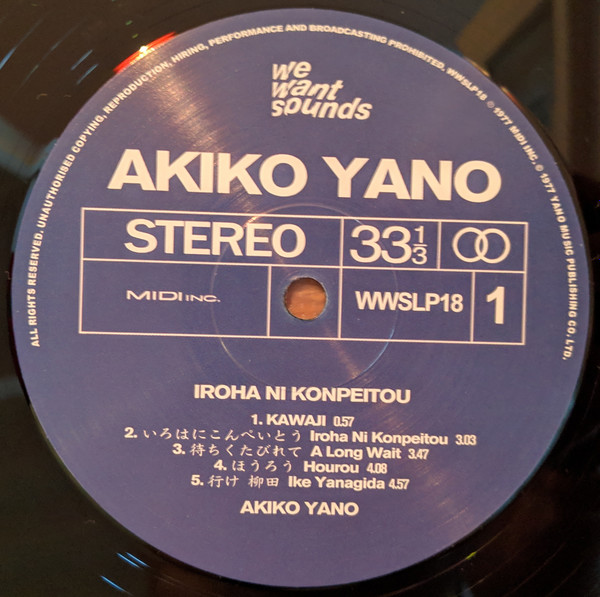 ALL RIGHTS RESERVED. UNAUTHORISED COPYING, REPRODUCTION, HIRING, PERFORMANCE AND BROADCASTING PROHIBITED. WWSLP18 ℗ 1977 MIDI INC. © 1977 YANO MUSIC PUBLISHING CO., LTD.
we
want
sounds
AKIKO YANO
STEREO 33 1/3
MIDI INC. WWSLP18 1
IROHA NI KONPEITOU
1. KAWAJI 0.57
2. いろはにこんぺいとう Iroha Ni Konpeitou 3.03
3. 待ちくたびれて A Long Wait 3.47
4. ほうろう Hourou 4.08
5. 行け 柳田 Ike Yanagida 4.57
AKIKO YANO